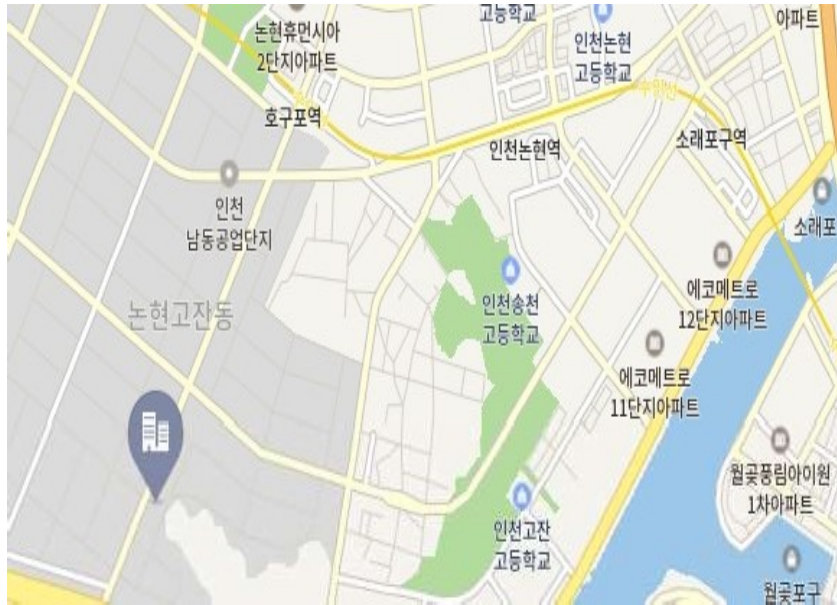 고등학교
아파트
논현휴먼시아
2단지아파트
인천논현
고등학교
수인선
호구포역
인천논현역
소래포구역
인천
남동공업단지
소래포
인천송천
고등학교
에코메트로
12단지아파트
논현고잔동
에코메트로
11단지아파트
월곶풍림아이원
1차아파트
인천고잔
고등학교
월곶포구